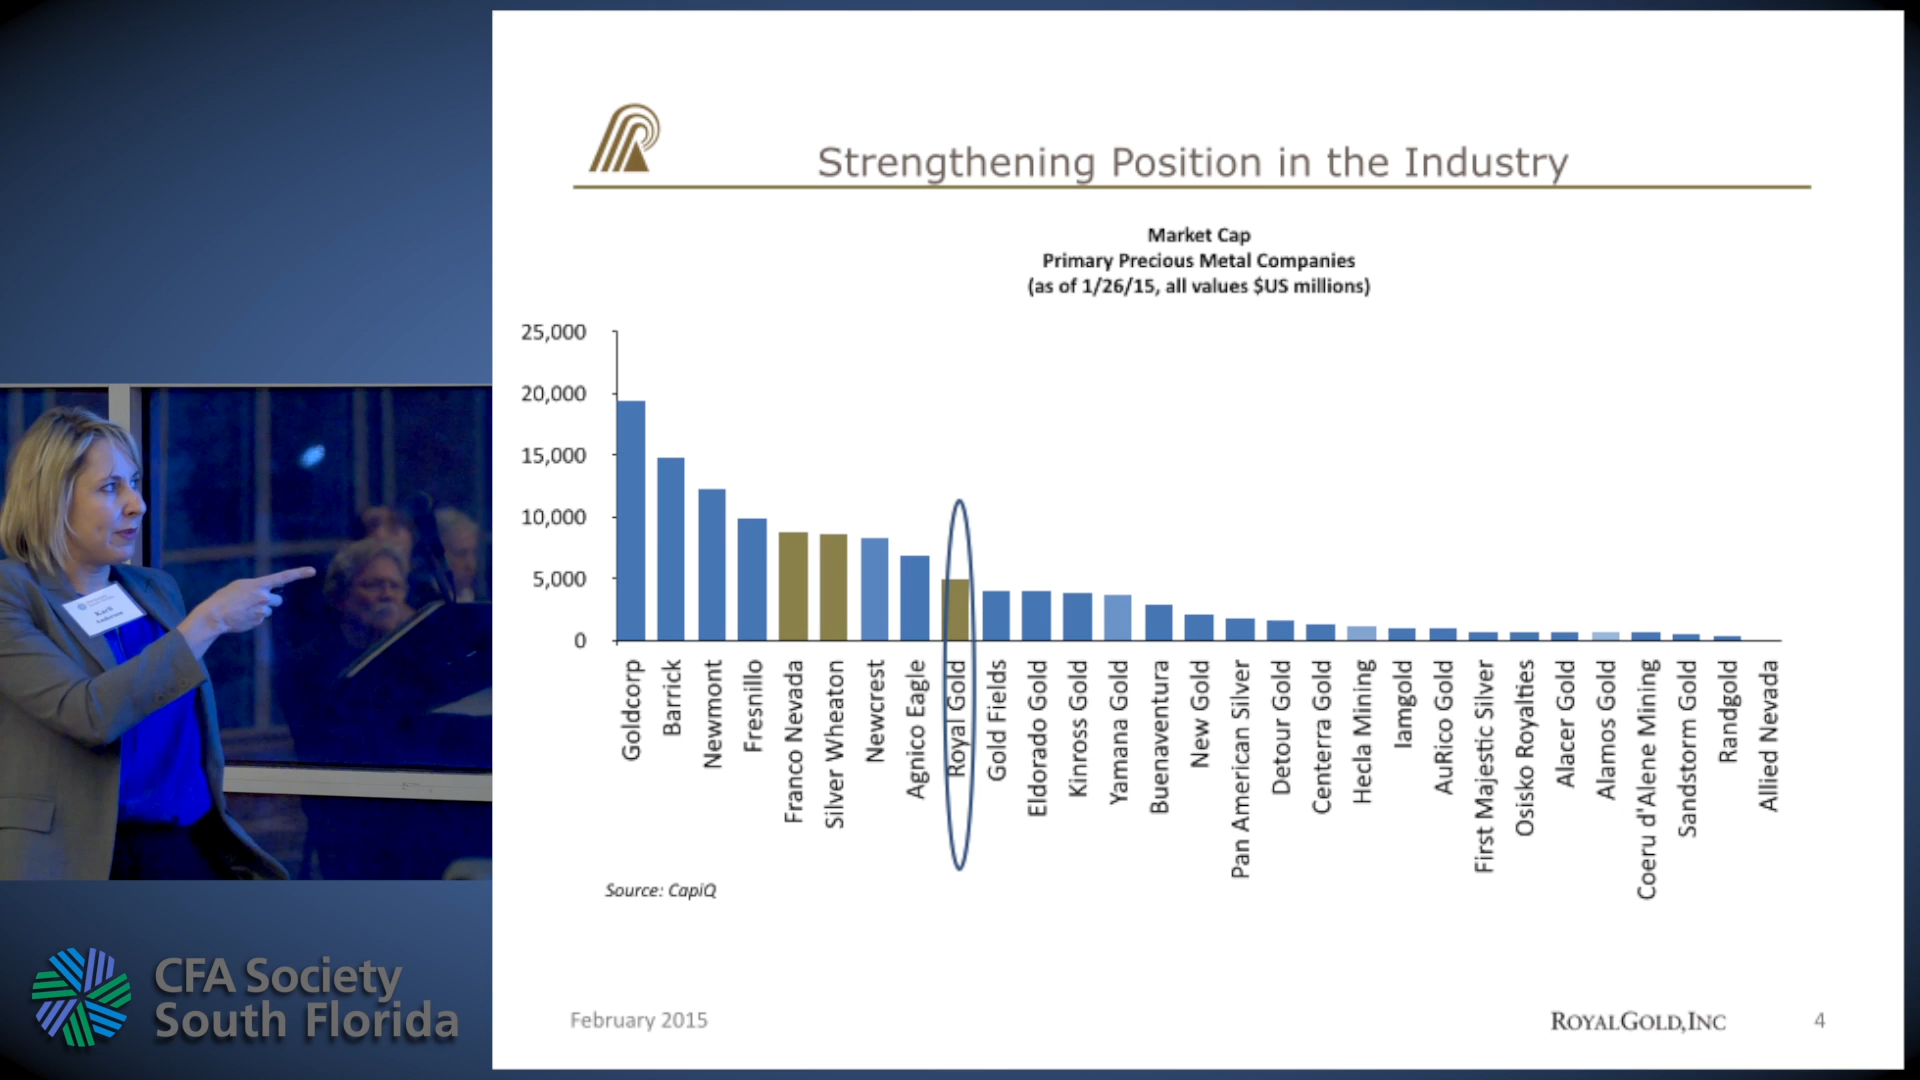 Strengthening Position in the Industry
Market Cap
Primary Precious Metal Companies
(as of 1/26/15, all values $US millions)
25,000
20,000
15,000
10,000
5,000
0
Goldcorp
Barrick
Newmont
Fresnillo
Franco Nevada
Silver Wheaton
Newcrest
Agnico Eagle
Royal Gold
Gold Fields
Eldorado Gold
Kinross Gold
Yamana Gold
Buenaventura
New Gold
Pan American Silver
Detour Gold
Centerra Gold
Hecla Mining
Iamgold
AuRico Gold
First Majestic Silver
Osisko Royalties
Alacer Gold
Alamos Gold
Coeru d'Alene Mining
Sandstorm Gold
Randgold
Allied Nevada
Source: CapiQ
February 2015
ROYAL GOLD, INC
4
Karli
Anderson
CFA Society
South Florida